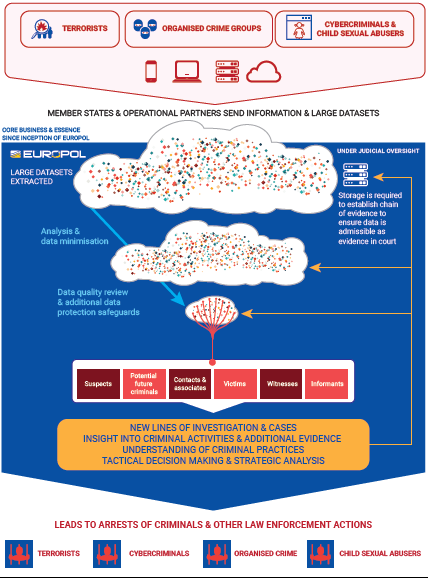 TERRORISTS
ORGANISED CRIME GROUPS
CYBERCRIMINALS &
CHILD SEXUAL ABUSERS
MEMBER STATES & OPERATIONAL PARTNERS SEND INFORMATION & LARGE DATASETS
CORE BUSINESS & ESSENCE
SINCE INCEPTION OF EUROPOL
EUROPOL
LARGE DATASETS
EXTRACTED
UNDER JUDICIAL OVERSIGHT
Storage is required
to establish chain
of evidence to
ensure data is
admissible as
evidence in court
Analysis &
data minimisation
Data quality review
& additional data
protection safeguards
Suspects
Potential
future
criminals
Contacts &
associates
Victims
Witnesses
Informants
NEW LINES OF INVESTIGATION & CASES
INSIGHT INTO CRIMINAL ACTIVITIES & ADDITIONAL EVIDENCE
UNDERSTANDING OF CRIMINAL PRACTICES
TACTICAL DECISION MAKING & STRATEGIC ANALYSIS
LEADS TO ARRESTS OF CRIMINALS & OTHER LAW ENFORCEMENT ACTIONS
TERRORISTS
CYBERCRIMINALS
ORGANISED CRIME
CHILD SEXUAL ABUSERS